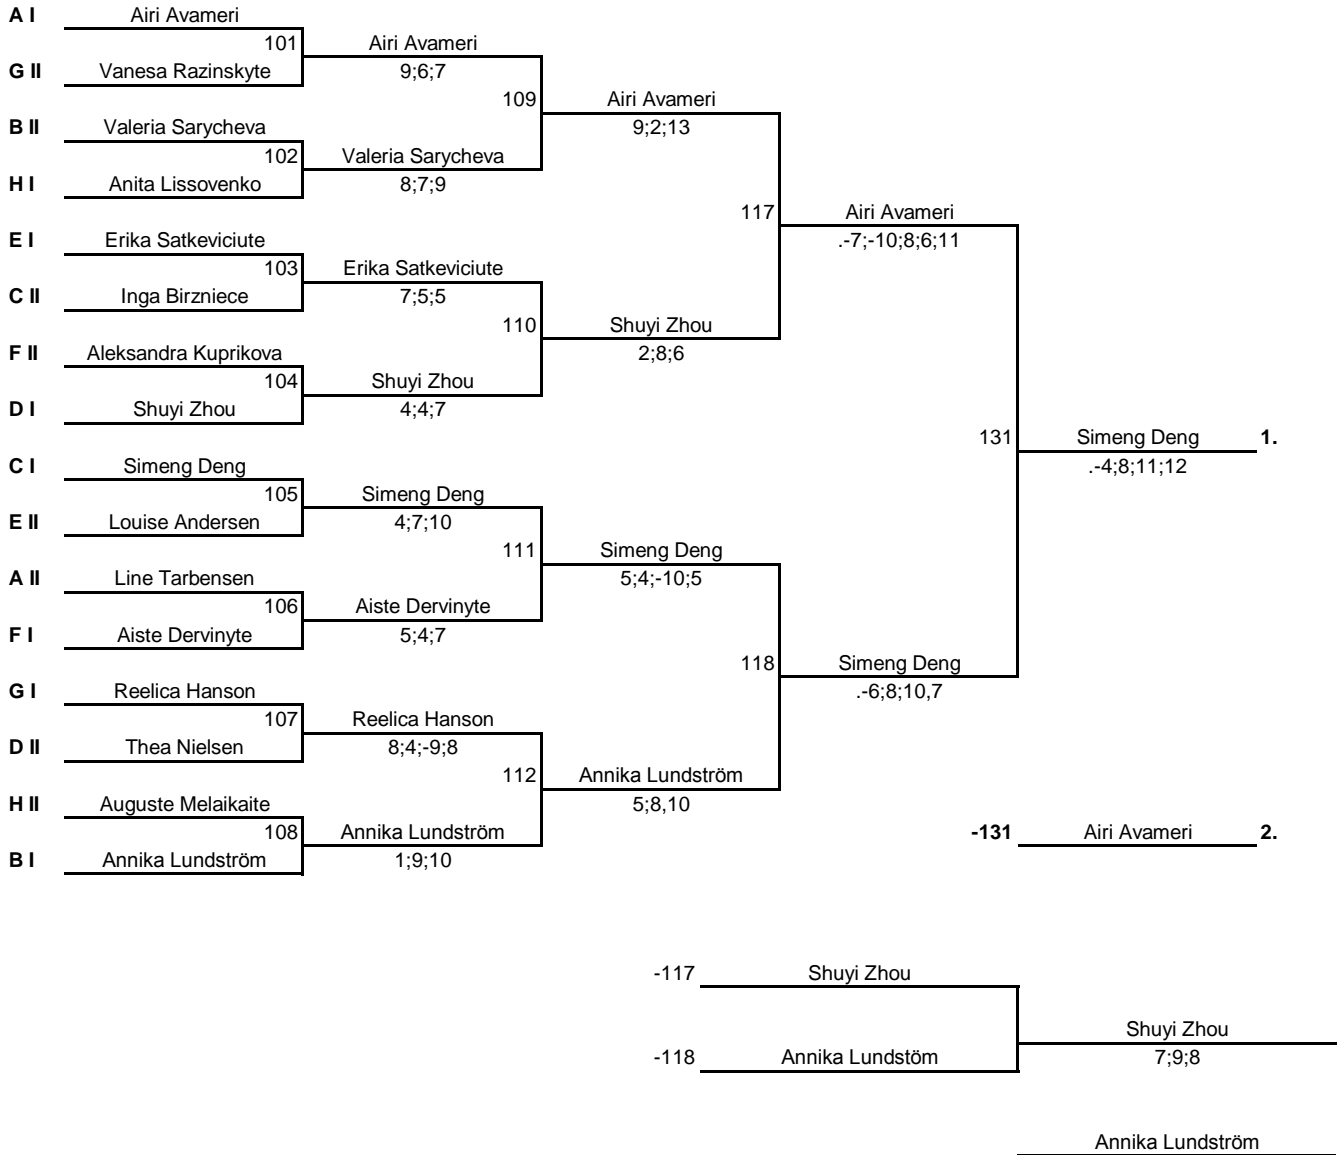 A I Airi Avameri
101 Airi Avameri
G II Vanesa Razinskyte 9;6;7
109 Airi Avameri
B II Valeria Sarycheva 9;2;13
102 Valeria Sarycheva
H I Anita Lissovenko 8;7;9
117 Airi Avameri
E I Erika Satkeviciute .-7;-10;8;6;11
103 Erika Satkeviciute
C II Inga Birzniece 7;5;5
110 Shuyi Zhou
F II Aleksandra Kuprikova 2;8;6
104 Shuyi Zhou
D I Shuyi Zhou 4;4;7
131 Simeng Deng 1.
C I Simeng Deng .-4;8;11;12
105 Simeng Deng
E II Louise Andersen 4;7;10
111 Simeng Deng
A II Line Tarbensen 5;4;-10;5
106 Aiste Dervinyte
F I Aiste Dervinyte 5;4;7
118 Simeng Deng
G I Reelica Hanson .-6;8;10,7
107 Reelica Hanson
D II Thea Nielsen 8;4;-9;8
112 Annika Lundström
H II Auguste Melaikaite 5;8,10
108 Annika Lundström -131 Airi Avameri 2.
B I Annika Lundström 1;9;10
-117 Shuyi Zhou
Shuyi Zhou
-118 Annika Lundstöm 7;9;8
Annika Lundström